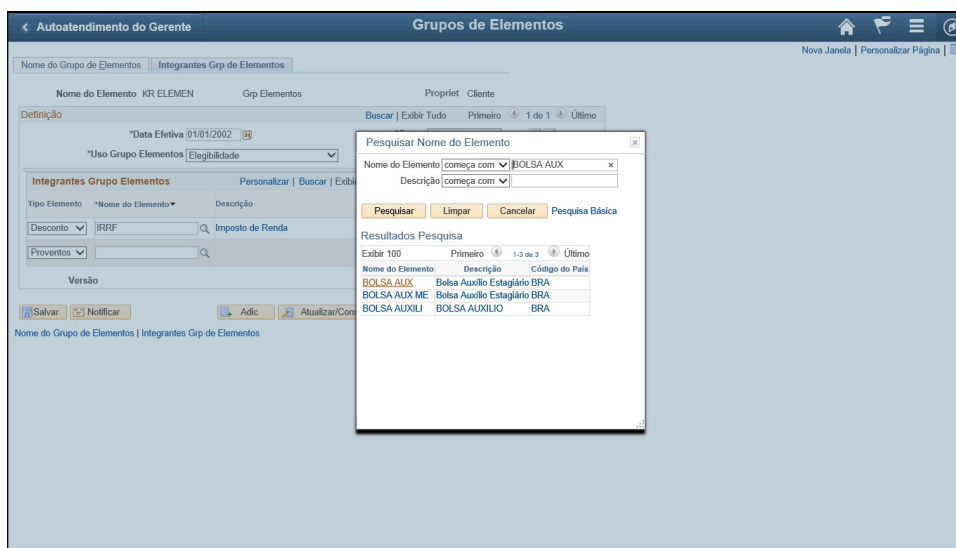 Autoatendimento do Gerente
Grupos de Elementos
Nova Janela | Personalizar Página |
Nome do Grupo de Elementos
Integrantes Grp de Elementos
Nome do Elemento KR ELEMEN Grp Elementos Propriet Cliente
Definição Buscar | Exibir Tudo Primeiro 1 de 1 Último
*Data Efetiva 01/01/2002
*Uso Grupo Elementos Elegibilidade
Integrantes Grupo Elementos Personalizar | Buscar |
Tipo Elemento *Nome do Elemento Descrição
Desconto IRRF Imposto de Renda
Proventos
Versão
Salvar Notificar Adic
Nome do Grupo de Elementos | Integrantes Grp de Elementos
Pesquisar Nome do Elemento
Nome do Elemento começa com BOLSA AUX
Descrição começa com
Pesquisar Limpar Cancelar Pesquisa Básica
Resultados Pesquisa
Exibir 100 Primeiro 1-3 de 3 Último
Nome do Elemento Descrição Código do País
BOLSA AUX Bolsa Auxílio Estagiário BRA
BOLSA AUX ME Bolsa Auxílio Estagiário BRA
BOLSA AUXILI BOLSA AUXILIO BRA